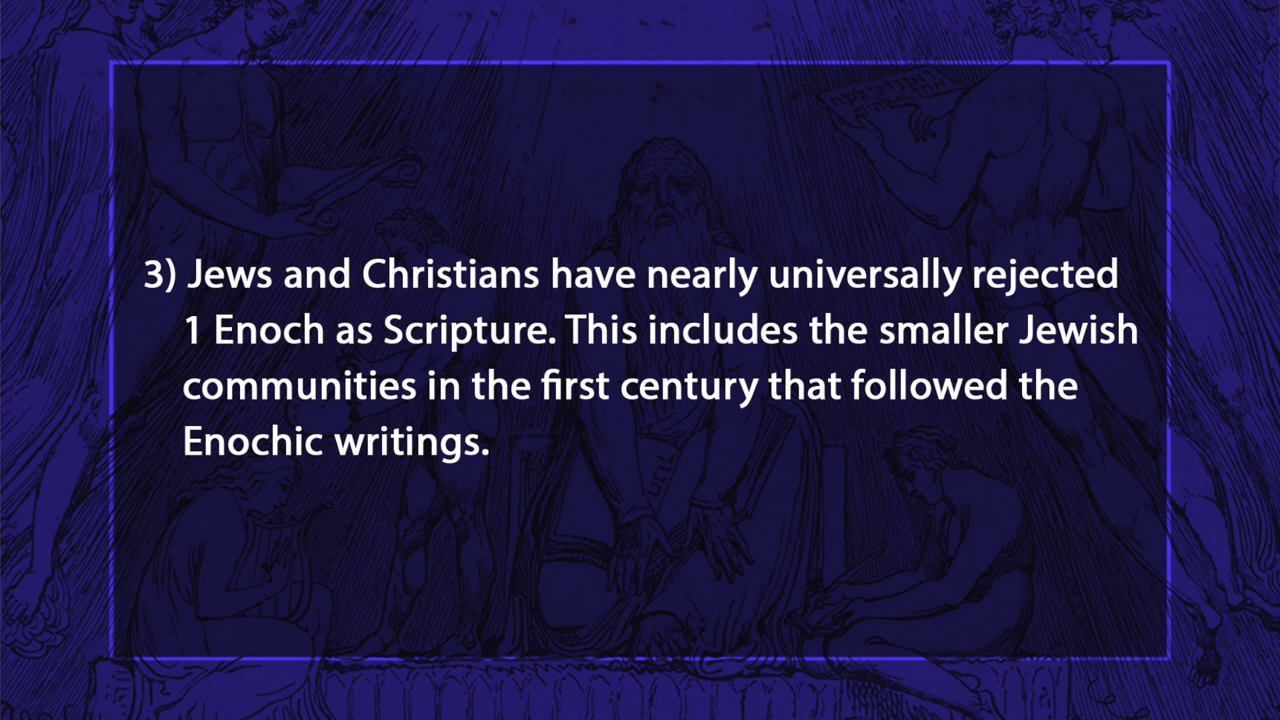 3) Jews and Christians have nearly universally rejected
1 Enoch as Scripture. This includes the smaller Jewish
communities in the first century that followed the
Enochic writings.